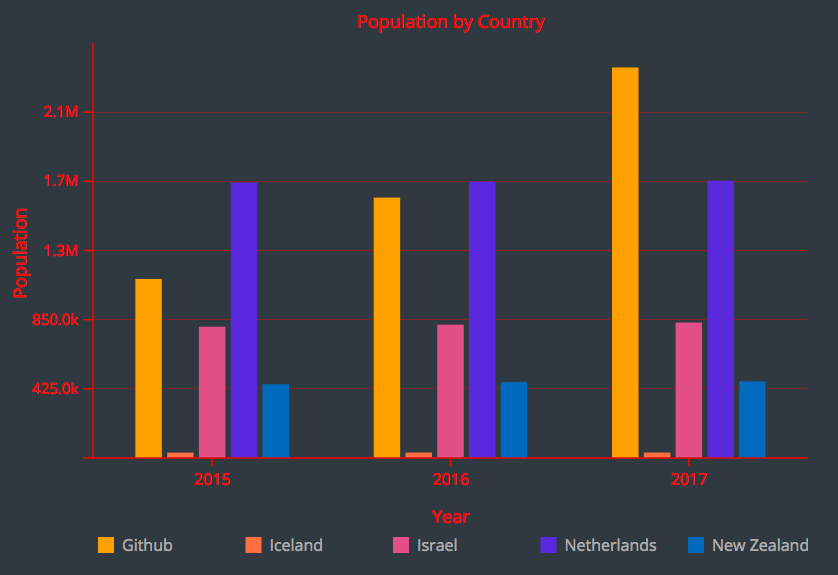 Population by Country
Population
2.1M
1.7M
1.3M
850.0k
425.0k
2015 2016 2017
Year
Github Iceland Israel Netherlands New Zealand